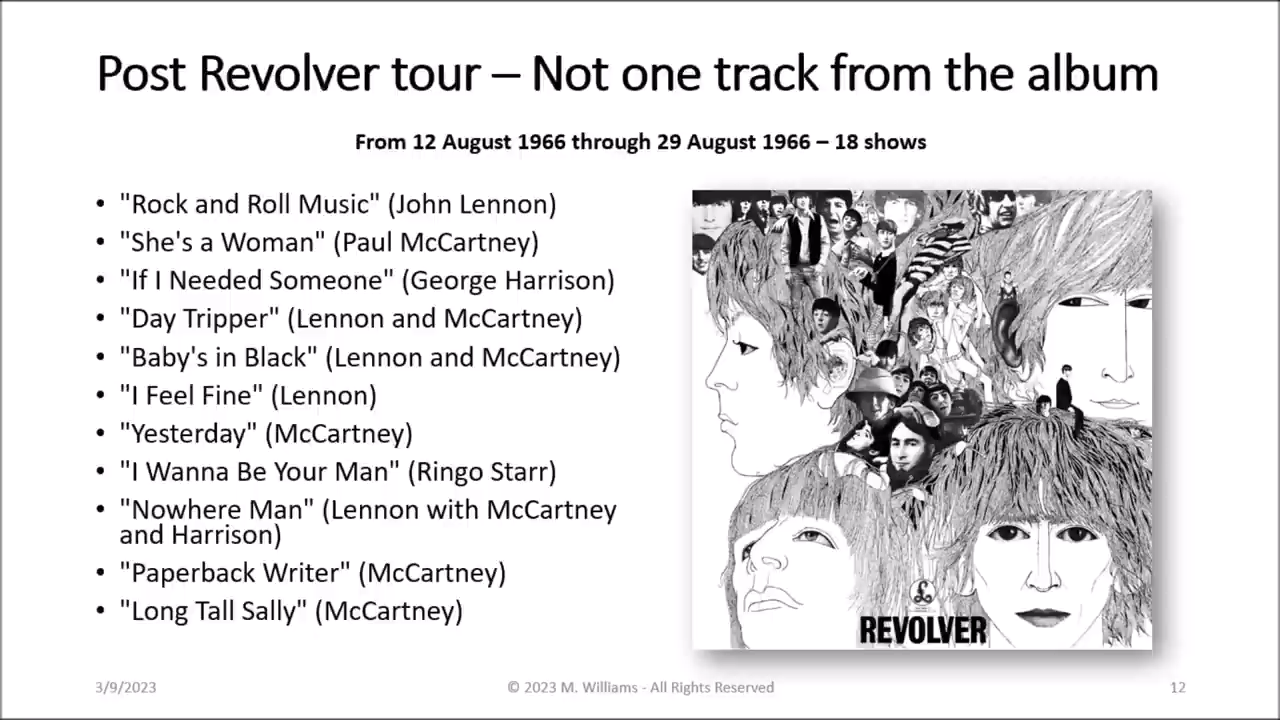 Post Revolver tour – Not one track from the album
From 12 August 1966 through 29 August 1966 – 18 shows
• "Rock and Roll Music" (John Lennon)
• "She's a Woman" (Paul McCartney)
• "If I Needed Someone" (George Harrison)
• "Day Tripper" (Lennon and McCartney)
• "Baby's in Black" (Lennon and McCartney)
• "I Feel Fine" (Lennon)
• "Yesterday" (McCartney)
• "I Wanna Be Your Man" (Ringo Starr)
• "Nowhere Man" (Lennon with McCartney
and Harrison)
• "Paperback Writer" (McCartney)
• "Long Tall Sally" (McCartney)
REVOLVER
3/9/2023
© 2023 M. Williams - All Rights Reserved
12